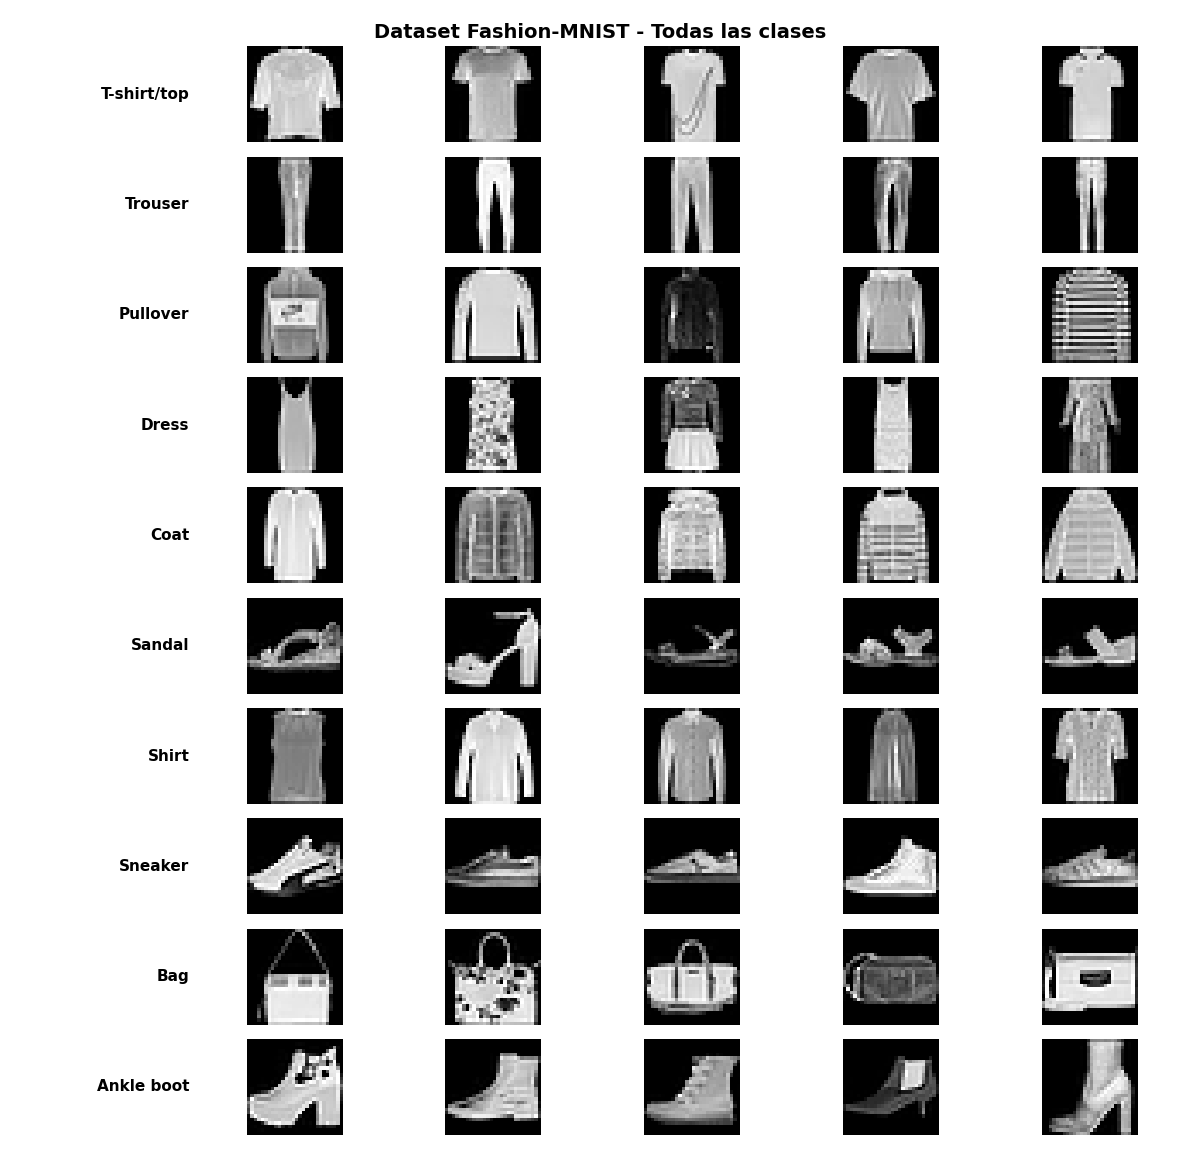 Dataset Fashion-MNIST - Todas las clases
T-shirt/top
Trouser
Pullover
Dress
Coat
Sandal
Shirt
Sneaker
Bag
Ankle boot